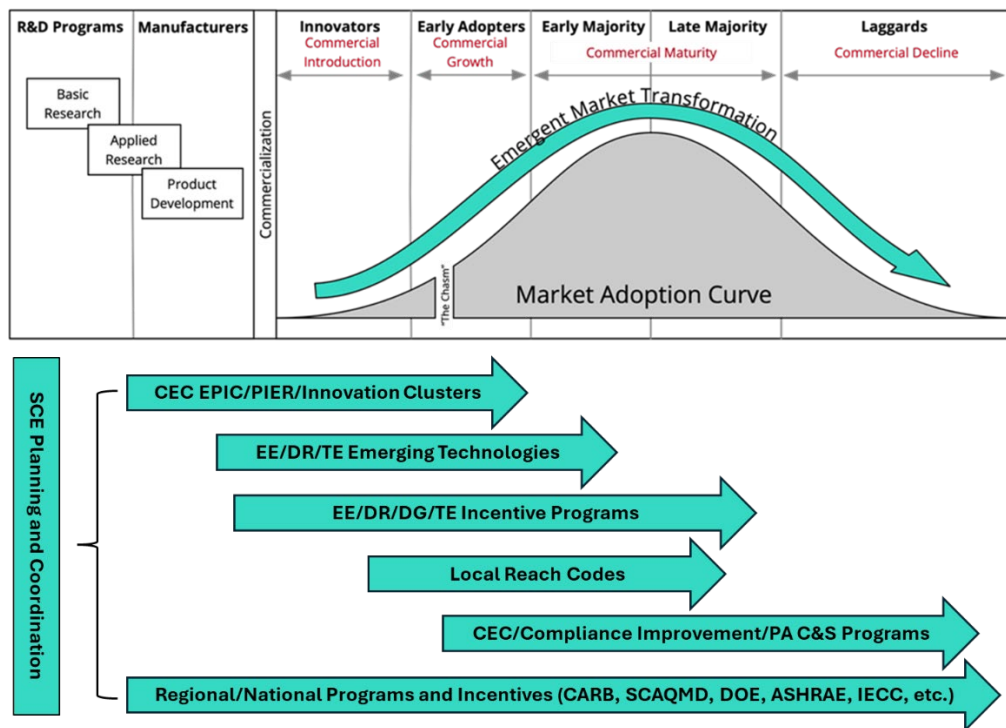 R&D Programs
Manufacturers
Innovators
Early Adopters
Early Majority
Late Majority
Laggards
Commercial
Introduction
Commercial
Growth
Commercial Maturity
Commercial Decline
Basic
Research
Applied
Research
Product
Development
Commercialization
Emergent Market Transformation
"The Chasm"
Market Adoption Curve
SCE Planning and Coordination
CEC EPIC/PIER/Innovation Clusters
EE/DR/TE Emerging Technologies
EE/DR/DG/TE Incentive Programs
Local Reach Codes
CEC/Compliance Improvement/PA C&S Programs
Regional/National Programs and Incentives (CARB, SCAQMD, DOE, ASHRAE, IECC, etc.)